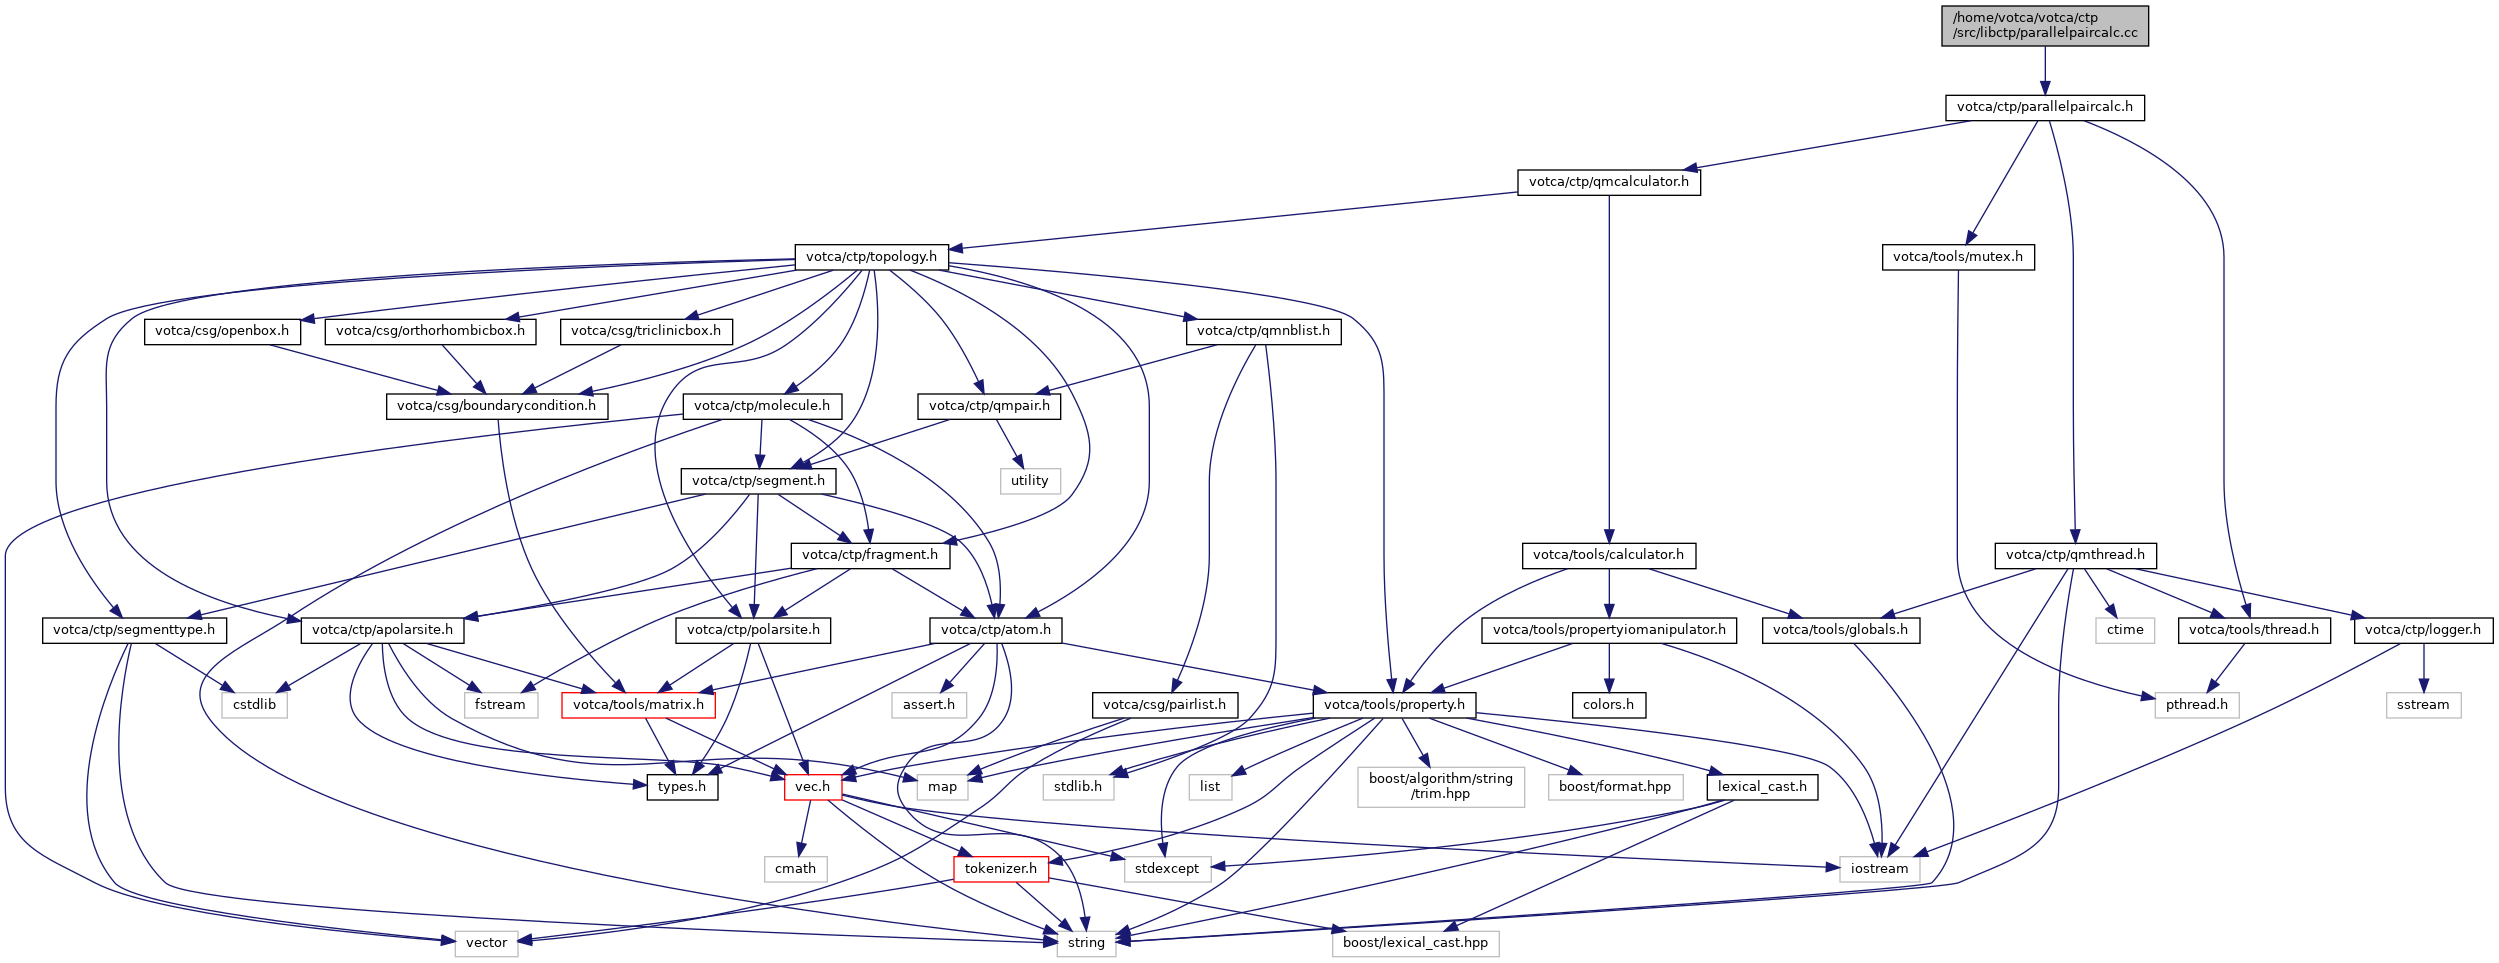 /home/votca/votca/ctp
/src/libctp/parallelpaircalc.cc
votca/ctp/parallelpaircalc.h
votca/ctp/qmcalculator.h
votca/ctp/topology.h
votca/tools/mutex.h
votca/csg/openbox.h
votca/csg/orthorhombicbox.h
votca/csg/triclinicbox.h
votca/ctp/qmnblist.h
votca/csg/boundarycondition.h
votca/ctp/molecule.h
votca/ctp/qmpair.h
votca/ctp/segment.h
utility
votca/ctp/fragment.h
votca/tools/calculator.h
votca/ctp/qmthread.h
votca/ctp/segmenttype.h
votca/ctp/apolarsite.h
votca/ctp/polarsite.h
votca/ctp/atom.h
votca/tools/propertyiomanipulator.h
votca/tools/globals.h
ctime
votca/tools/thread.h
votca/ctp/logger.h
cstdlib
fstream
votca/tools/matrix.h
assert.h
votca/csg/pairlist.h
votca/tools/property.h
colors.h
pthread.h
sstream
types.h
vec.h
map
stdlib.h
list
boost/algorithm/string
/trim.hpp
boost/format.hpp
lexical_cast.h
cmath
tokenizer.h
stdexcept
iostream
vector
string
boost/lexical_cast.hpp